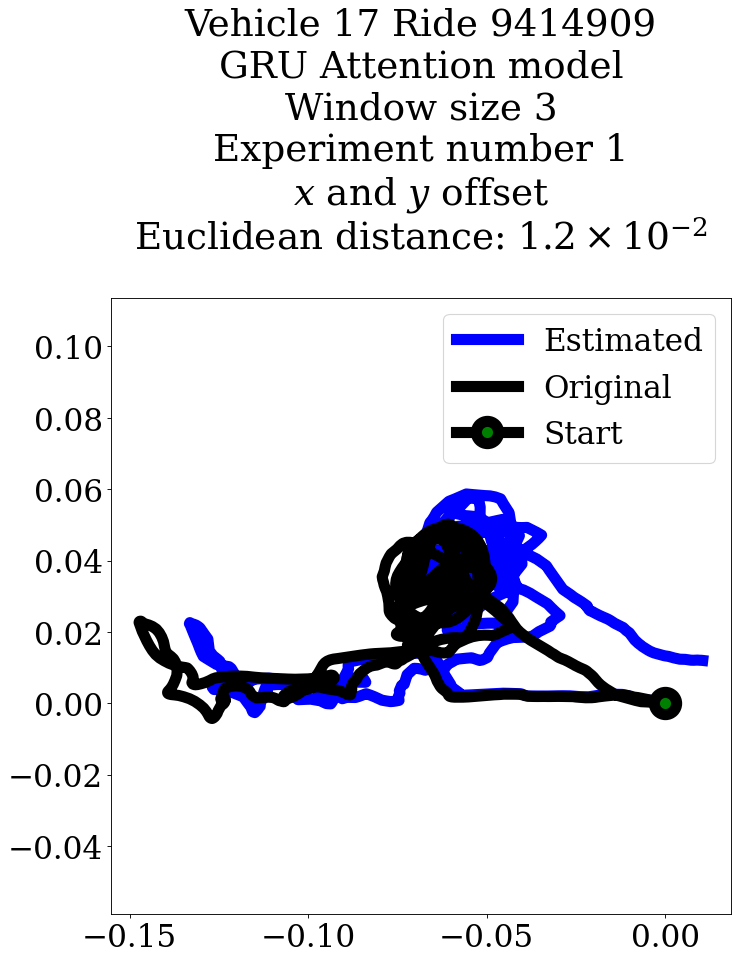 Vehicle 17 Ride 9414909
GRU Attention model
Window size 3
Experiment number 1
x and y offset
Euclidean distance: 1.2 × 10⁻²
Estimated
Original
Start
0.10
0.08
0.06
0.04
0.02
0.00
−0.02
−0.04
−0.15 −0.10 −0.05 0.00